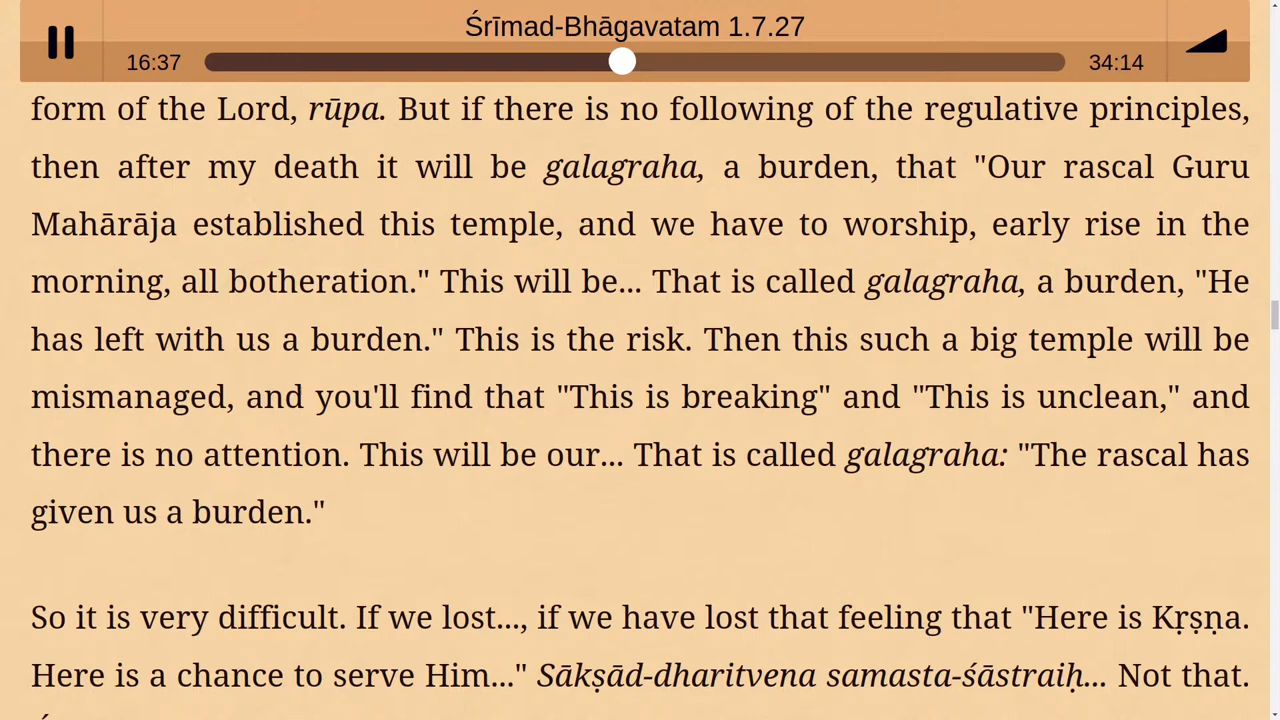 Śrīmad-Bhāgavatam 1.7.27
16:37
34:14
form of the Lord, rūpa. But if there is no following of the regulative principles,
then after my death it will be galagraha, a burden, that "Our rascal Guru
Mahārāja established this temple, and we have to worship, early rise in the
morning, all botheration." This will be... That is called galagraha, a burden, "He
has left with us a burden." This is the risk. Then this such a big temple will be
mismanaged, and you'll find that "This is breaking" and "This is unclean," and
there is no attention. This will be our... That is called galagraha: "The rascal has
given us a burden."
So it is very difficult. If we lost..., if we have lost that feeling that "Here is Kṛṣṇa.
Here is a chance to serve Him..." Sākṣād-dharitvena samasta-śāstraiḥ... Not that.